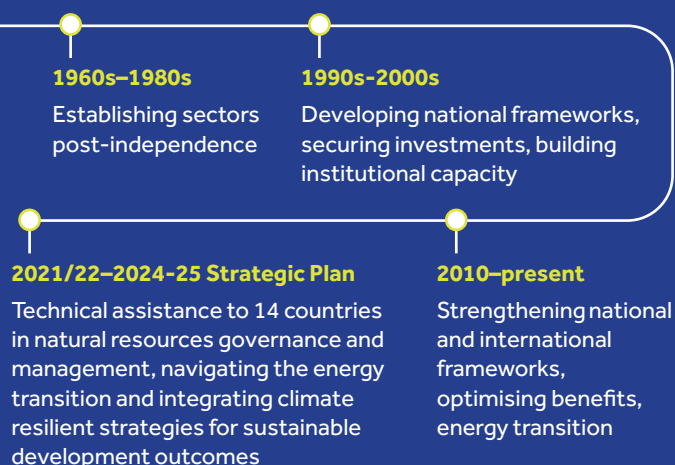 1960s–1980s
Establishing sectors
post-independence
1990s-2000s
Developing national frameworks,
securing investments, building
institutional capacity
2010–present
Strengthening national
and international
frameworks,
optimising benefits,
energy transition
2021/22–2024-25 Strategic Plan
Technical assistance to 14 countries
in natural resources governance and
management, navigating the energy
transition and integrating climate
resilient strategies for sustainable
development outcomes